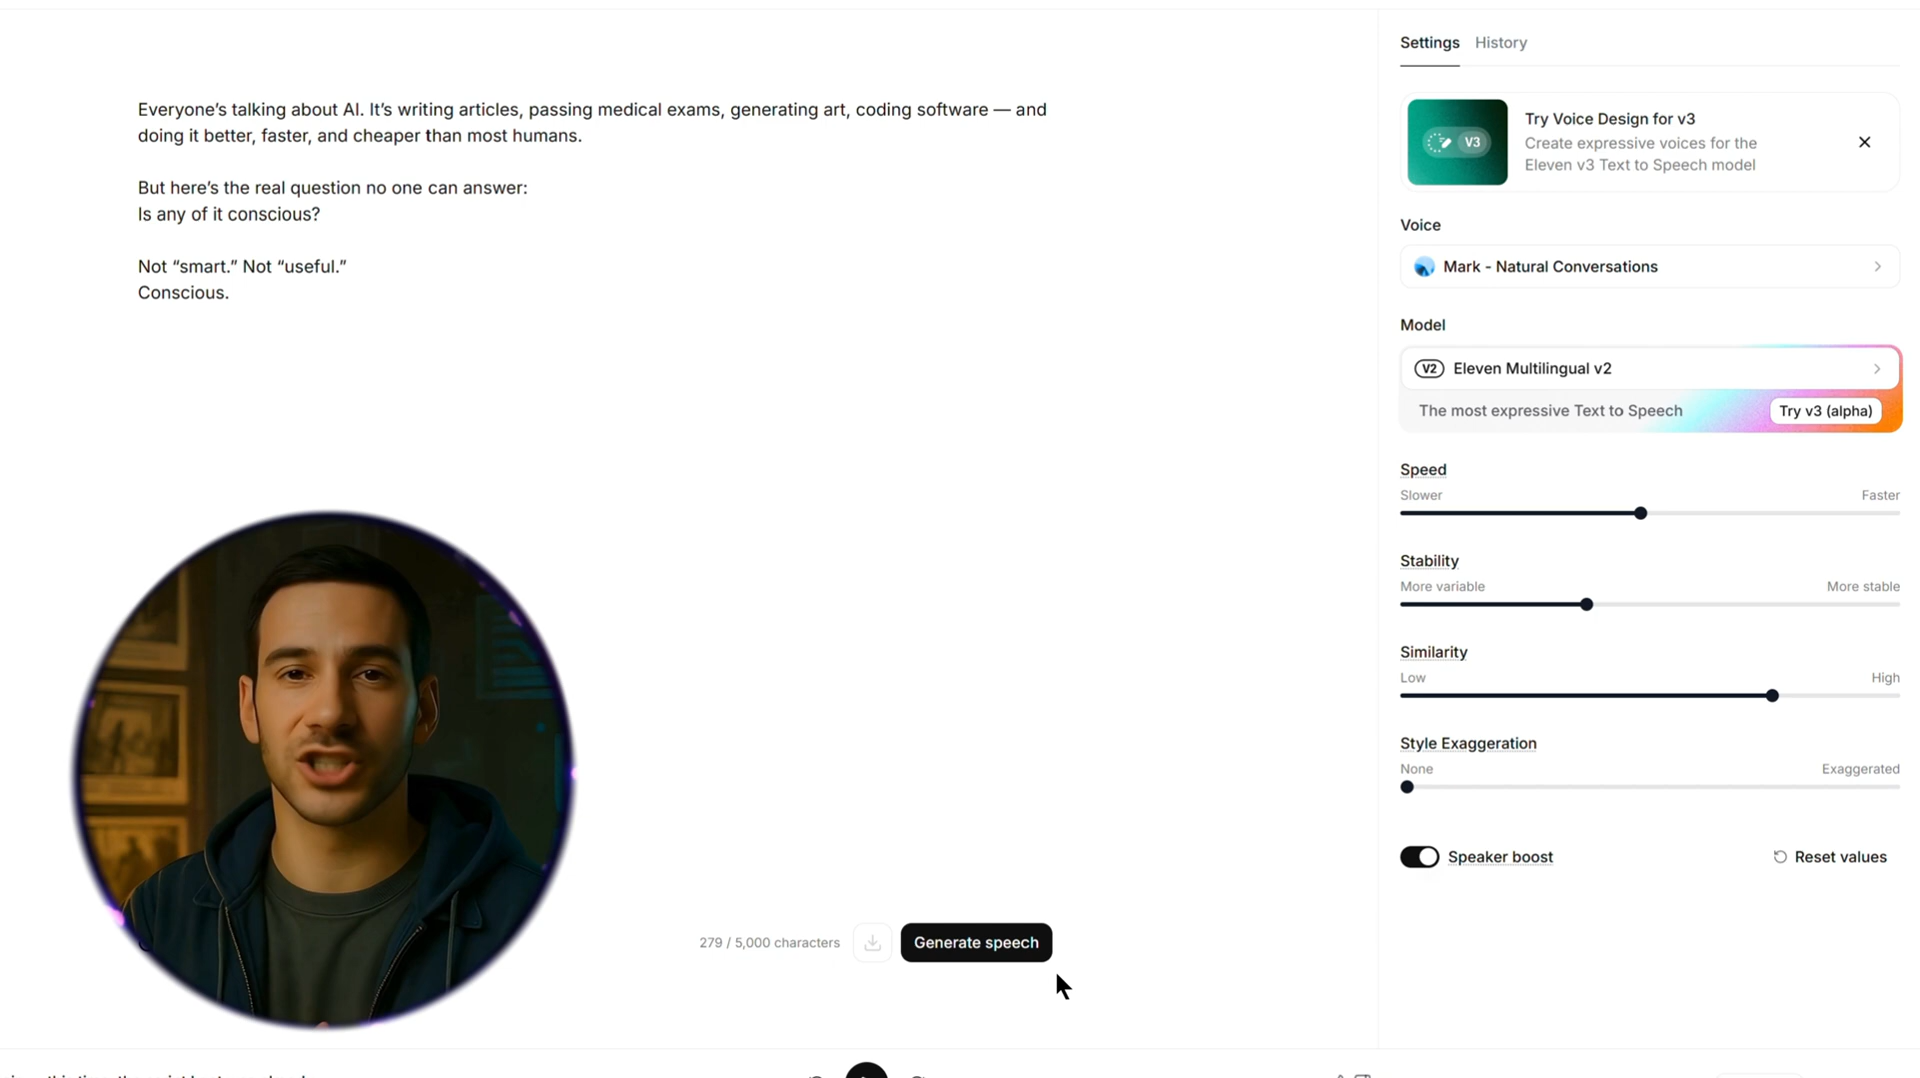 Settings History
Everyone’s talking about AI. It’s writing articles, passing medical exams, generating art, coding software — and
doing it better, faster, and cheaper than most humans.
But here’s the real question no one can answer:
Is any of it conscious?
Not “smart.” Not “useful.”
Conscious.
V3
Try Voice Design for v3
Create expressive voices for the
Eleven v3 Text to Speech model
Voice
Mark - Natural Conversations
Model
V2 Eleven Multilingual v2
The most expressive Text to Speech Try v3 (alpha)
Speed
Slower Faster
Stability
More variable More stable
Similarity
Low High
Style Exaggeration
None Exaggerated
Speaker boost Reset values
279 / 5,000 characters Generate speech